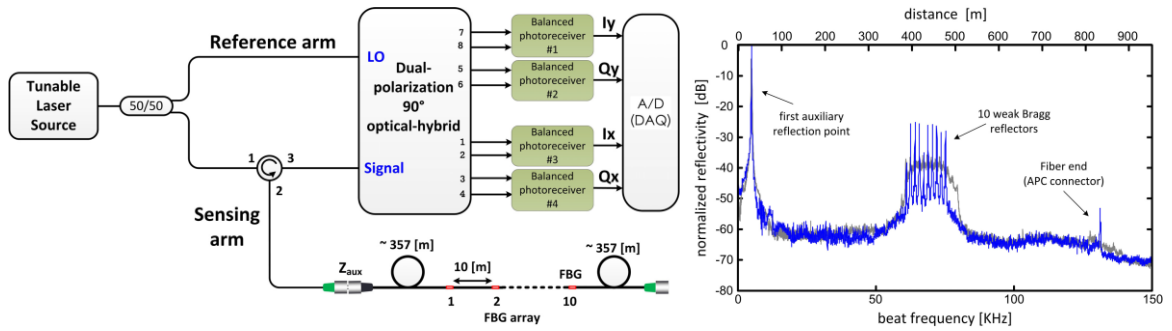 Tunable
Laser
Source
50/50
Reference arm
1
3
2
Sensing
arm
LO
Dual-
polarization
90°
optical-hybrid
Signal
7
8
5
6
1
2
3
4
Balanced
photoreceiver
#1
Balanced
photoreceiver
#2
Balanced
photoreceiver
#3
Balanced
photoreceiver
#4
Iy
Qy
Ix
Qx
A/D
(DAQ)
Zaux
~ 357 [m]
10 [m]
FBG
~ 357 [m]
1
2
10
FBG array
distance [m]
0 100 200 300 400 500 600 700 800 900
0
-10
-20
-30
-40
-50
-60
-70
-80
normalized reflectivity [dB]
first auxiliary
reflection point
10 weak Bragg
reflectors
Fiber end
(APC connector)
0 50 100 150
beat frequency [KHz]